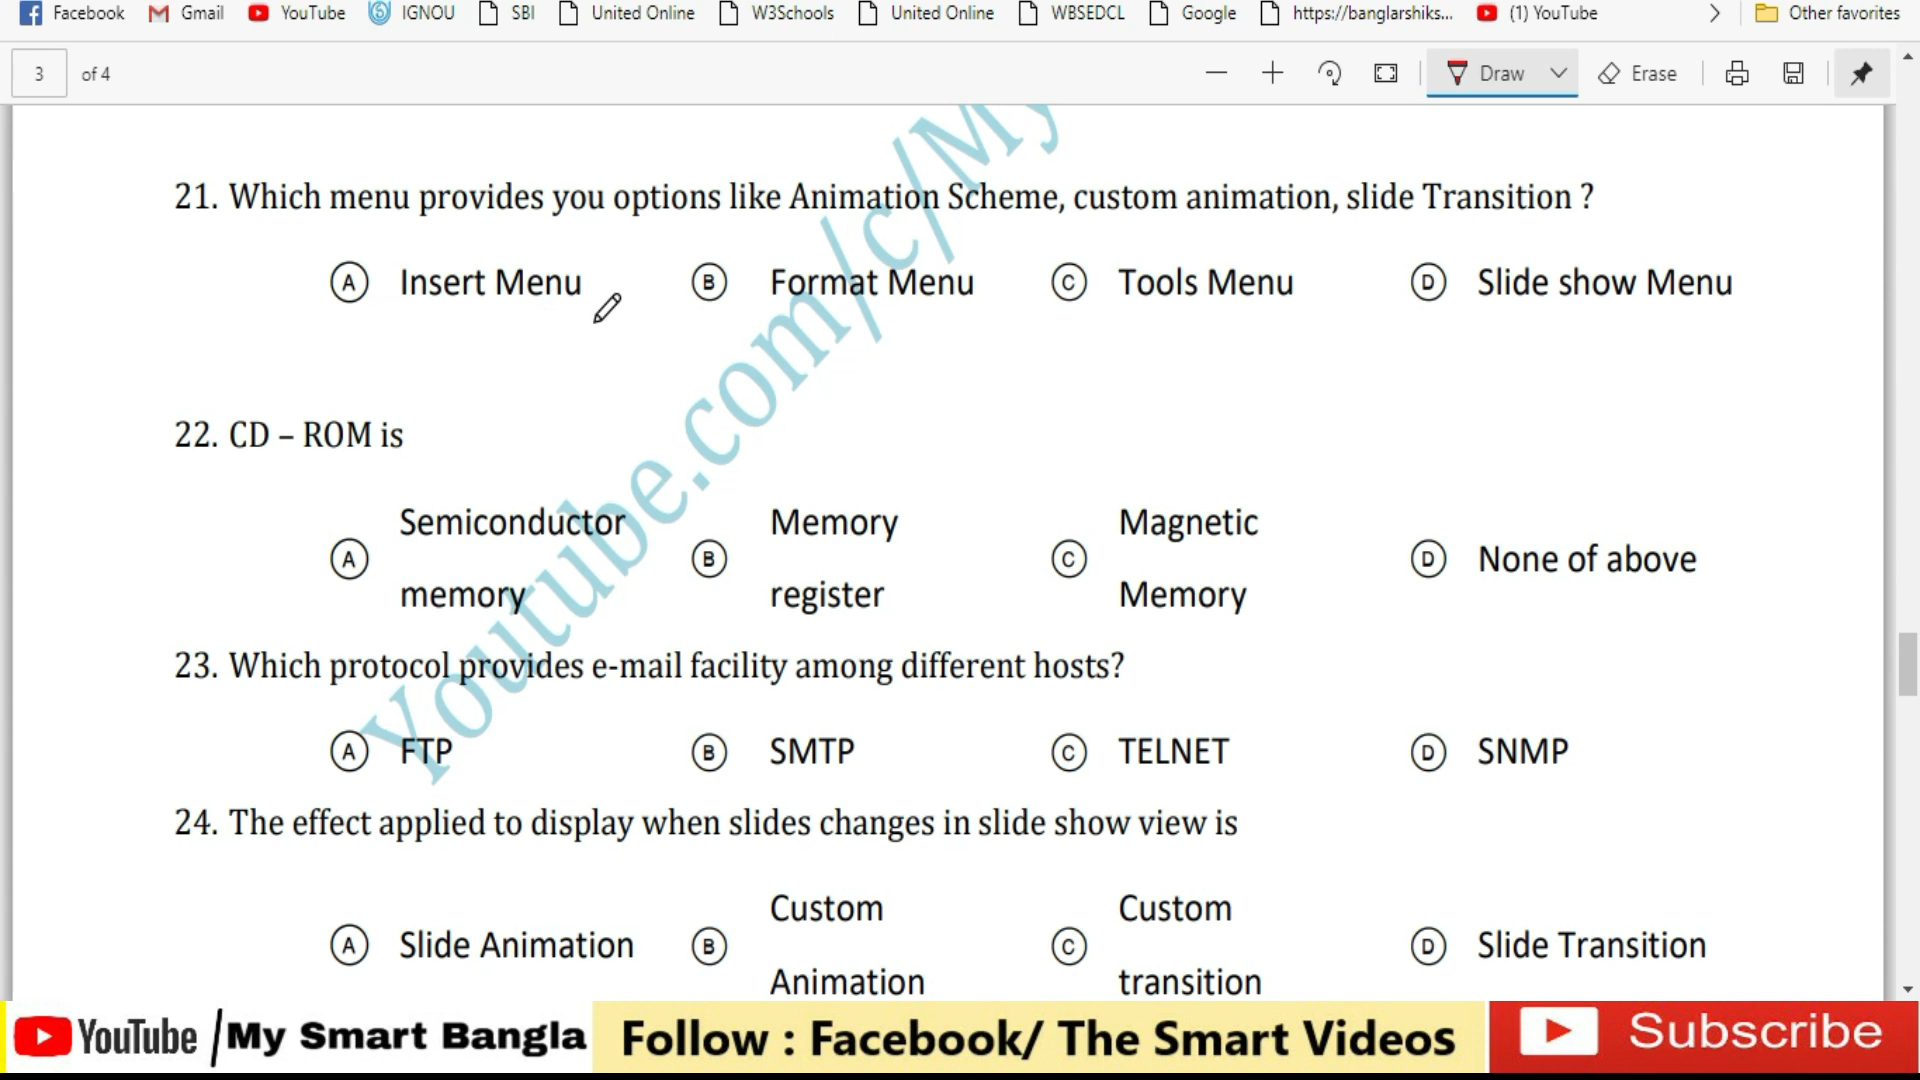 Facebook Gmail YouTube IGNOU SBI United Online W3Schools United Online WBSEDCL Google https://banglarshiks... (1) YouTube Other favorites
3 of 4 Draw Erase
Youtube.com/c/My
21. Which menu provides you options like Animation Scheme, custom animation, slide Transition ?
A Insert Menu B Format Menu C Tools Menu D Slide show Menu
22. CD – ROM is
A Semiconductor memory B Memory register C Magnetic Memory D None of above
23. Which protocol provides e-mail facility among different hosts?
A FTP B SMTP C TELNET D SNMP
24. The effect applied to display when slides changes in slide show view is
A Slide Animation B Custom Animation C Custom transition D Slide Transition
YouTube / My Smart Bangla Follow : Facebook/ The Smart Videos Subscribe